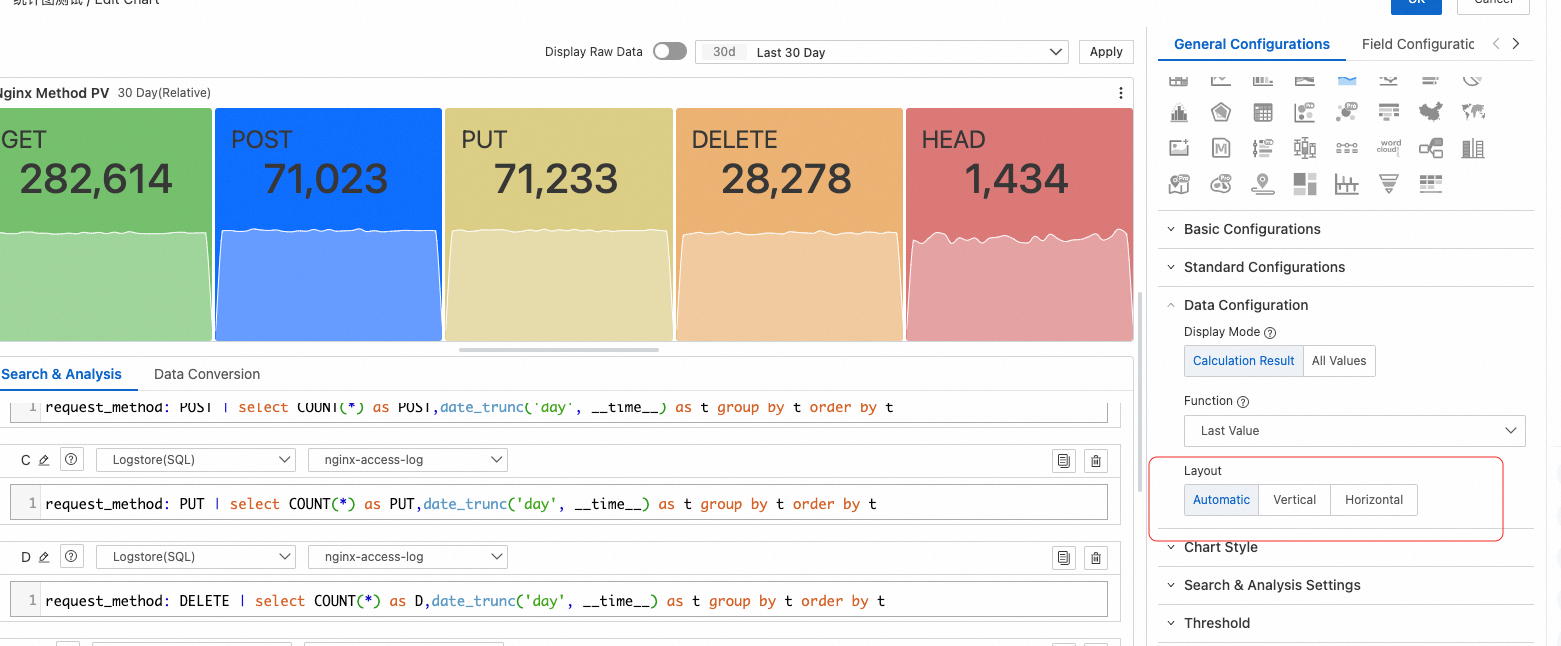 统计图测试 / Edit Chart
OK
Cancel
Display Raw Data
30d Last 30 Day
Apply
General Configurations
Field Configuratic
Nginx Method PV 30 Day(Relative)
GET
282,614
POST
71,023
PUT
71,233
DELETE
28,278
HEAD
1,434
Pro
Pro
M
Pro
word
cloud
Pro
Pro
Basic Configurations
Standard Configurations
Data Configuration
Display Mode ?
Calculation Result
All Values
Function ?
Last Value
Layout
Automatic
Vertical
Horizontal
Chart Style
Search & Analysis Settings
Threshold
Search & Analysis
Data Conversion
1 request_method: POST | select COUNT(*) as POST,date_trunc('day', __time__) as t group by t order by t
C ? Logstore(SQL) nginx-access-log
1 request_method: PUT | select COUNT(*) as PUT,date_trunc('day', __time__) as t group by t order by t
D ? Logstore(SQL) nginx-access-log
1 request_method: DELETE | select COUNT(*) as D,date_trunc('day', __time__) as t group by t order by t